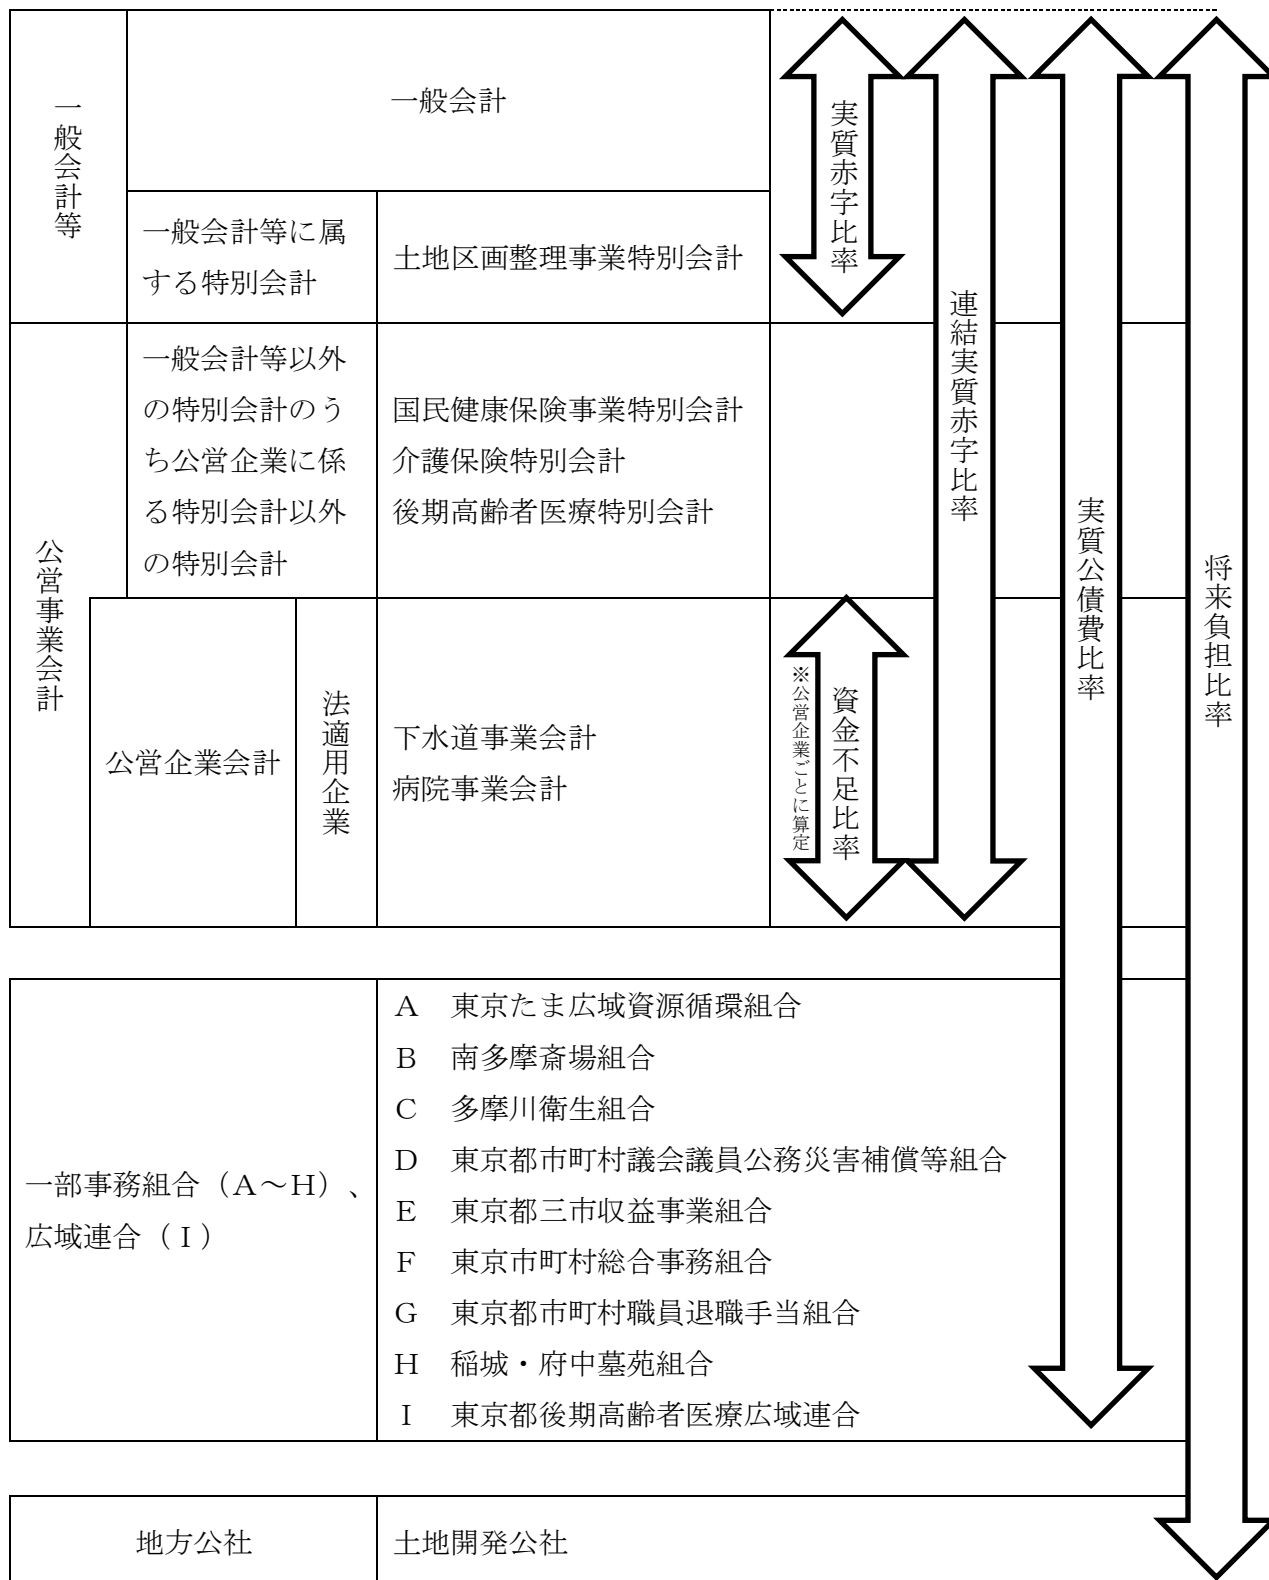 一般会計等
一般会計
一般会計等に属
する特別会計
土地区画整理事業特別会計
実質赤字比率
連結実質赤字比率
実質公債費比率
将来負担比率
公営事業会計
一般会計等以外
の特別会計のう
ち公営企業に係
る特別会計以外
の特別会計
国民健康保険事業特別会計
介護保険特別会計
後期高齢者医療特別会計
公営企業会計
法適用企業
下水道事業会計
病院事業会計
資金不足比率
※公営企業ごとに算定
一部事務組合（A～H）、
広域連合（I）
A 東京たま広域資源循環組合
B 南多摩斎場組合
C 多摩川衛生組合
D 東京都市町村議会議員公務災害補償等組合
E 東京都三市収益事業組合
F 東京市町村総合事務組合
G 東京都市町村職員退職手当組合
H 稲城・府中墓苑組合
I 東京都後期高齢者医療広域連合
地方公社
土地開発公社